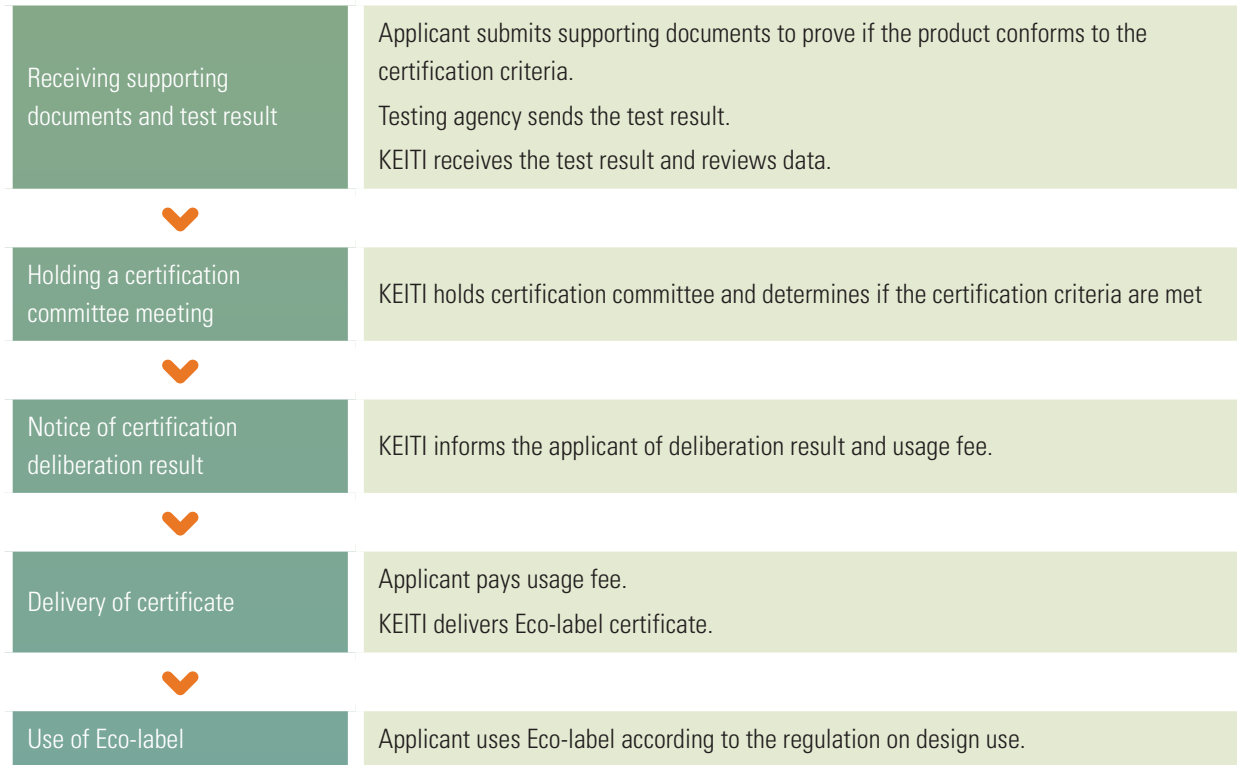 Receiving supporting
documents and test result
Applicant submits supporting documents to prove if the product conforms to the
certification criteria.
Testing agency sends the test result.
KEITI receives the test result and reviews data.
Holding a certification
committee meeting
KEITI holds certification committee and determines if the certification criteria are met
Notice of certification
deliberation result
KEITI informs the applicant of deliberation result and usage fee.
Delivery of certificate
Applicant pays usage fee.
KEITI delivers Eco-label certificate.
Use of Eco-label
Applicant uses Eco-label according to the regulation on design use.